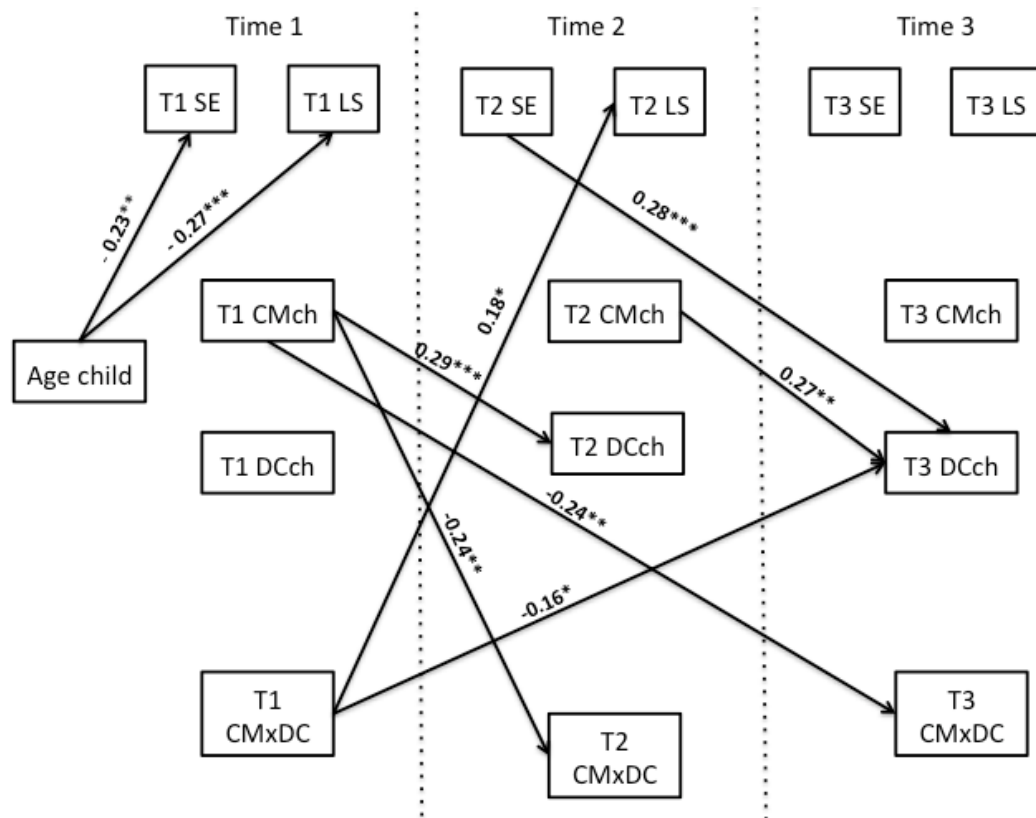 Time 1
Time 2
Time 3
T1 SE
T1 LS
T2 SE
T2 LS
T3 SE
T3 LS
- 0.23**
- 0.27***
0.28***
T1 CMch
0.18*
T2 CMch
T3 CMch
Age child
0.29***
0.27**
T1 DCch
T2 DCch
T3 DCch
-0.24**
-0.24**
-0.16*
T1
CMxDC
T2
CMxDC
T3
CMxDC